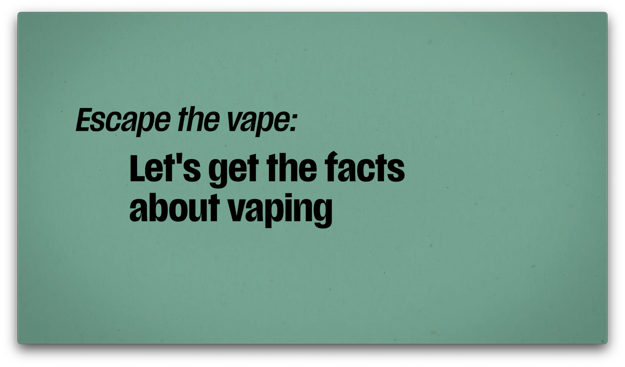 Escape the vape:
Let's get the facts
about vaping